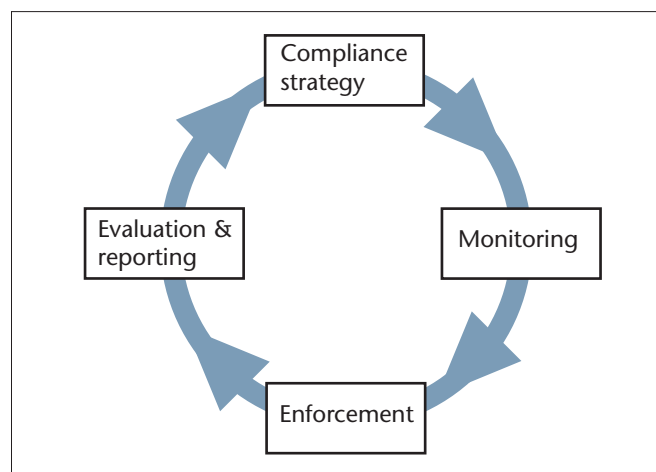 Compliance
strategy
Monitoring
Enforcement
Evaluation &
reporting